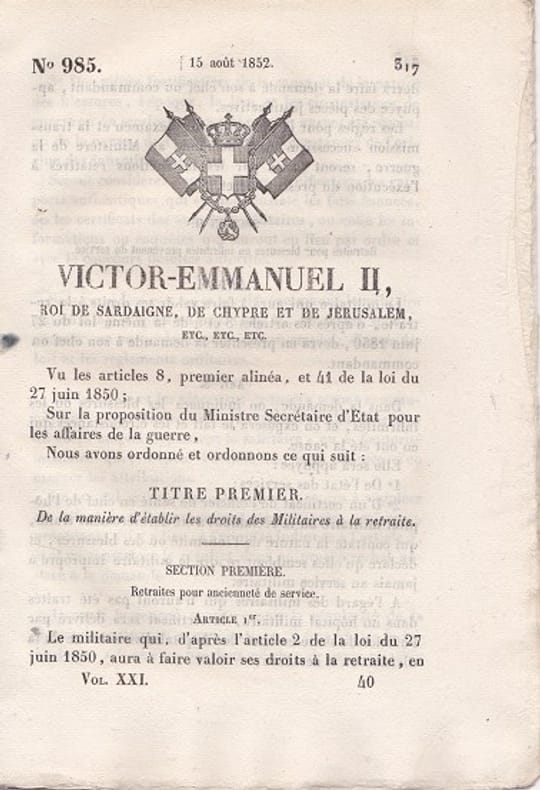 No 985.
15 août 1852.
317
VICTOR-EMMANUEL II,
ROI DE SARDAIGNE, DE CHYPRE ET DE JÉRUSALEM,
ETC., ETC., ETC.
Vu les articles 8, premier alinéa, et 41 de la loi du
27 juin 1850 ;
Sur la proposition du Ministre Secrétaire d'Etat pour
les affaires de la guerre ,
Nous avons ordonné et ordonnons ce qui suit :
TITRE PREMIER.
De la manière d'établir les droits des Militaires à la retraite.
SECTION PREMIÈRE.
Retraites pour ancienneté de service.
ARTICLE 1er.
Le militaire qui, d'après l'article 2 de la loi du 27
juin 1850, aura à faire valoir ses droits à la retraite, en
VOL. XXI.
40